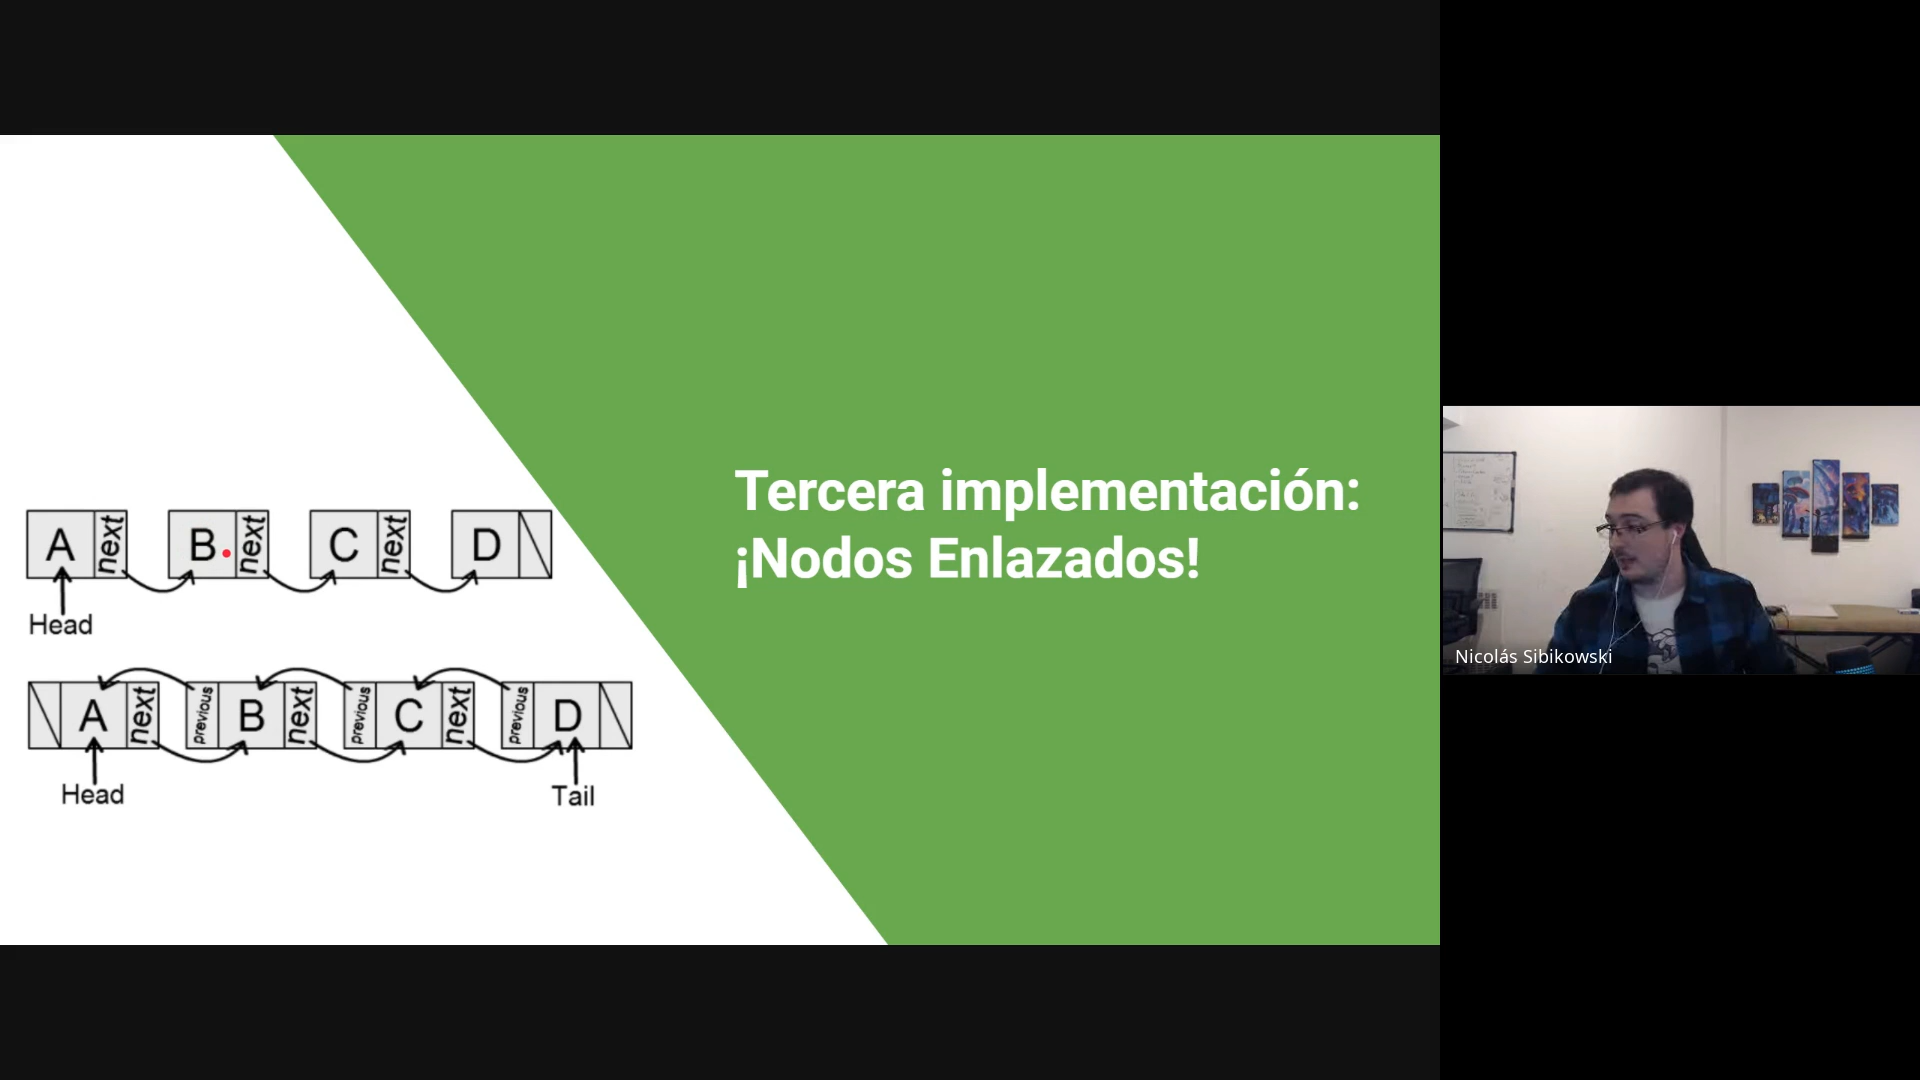 Tercera implementación:
¡Nodos Enlazados!
A next B next C next D
Head
A next previous B next previous C next previous D
Head Tail
Nicolás Sibikowski